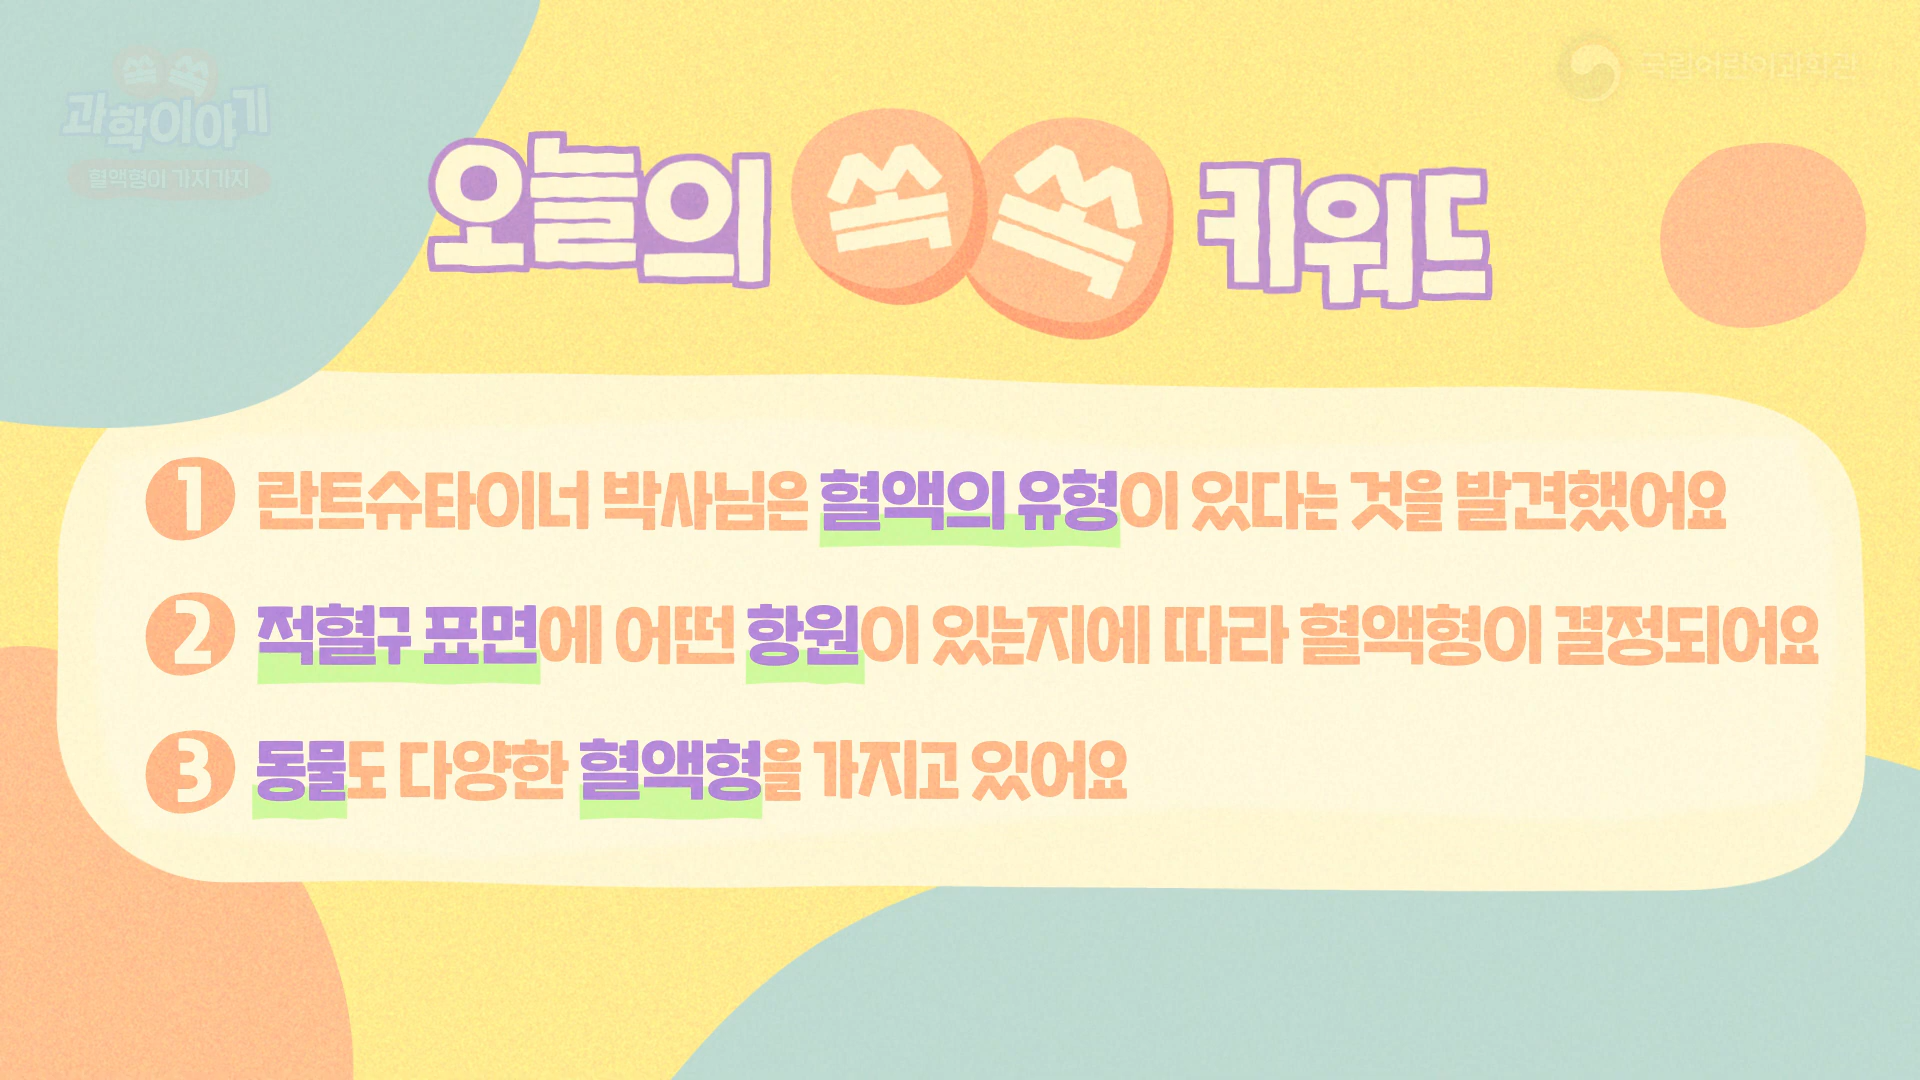 쏙 쏙
과학이야기
혈액형이 가지가지
국립어린이과학관
오늘의 쏙 쏙 키워드
1 란트슈타이너 박사님은 혈액의 유형이 있다는 것을 발견했어요
2 적혈구 표면에 어떤 항원이 있는지에 따라 혈액형이 결정되어요
3 동물도 다양한 혈액형을 가지고 있어요